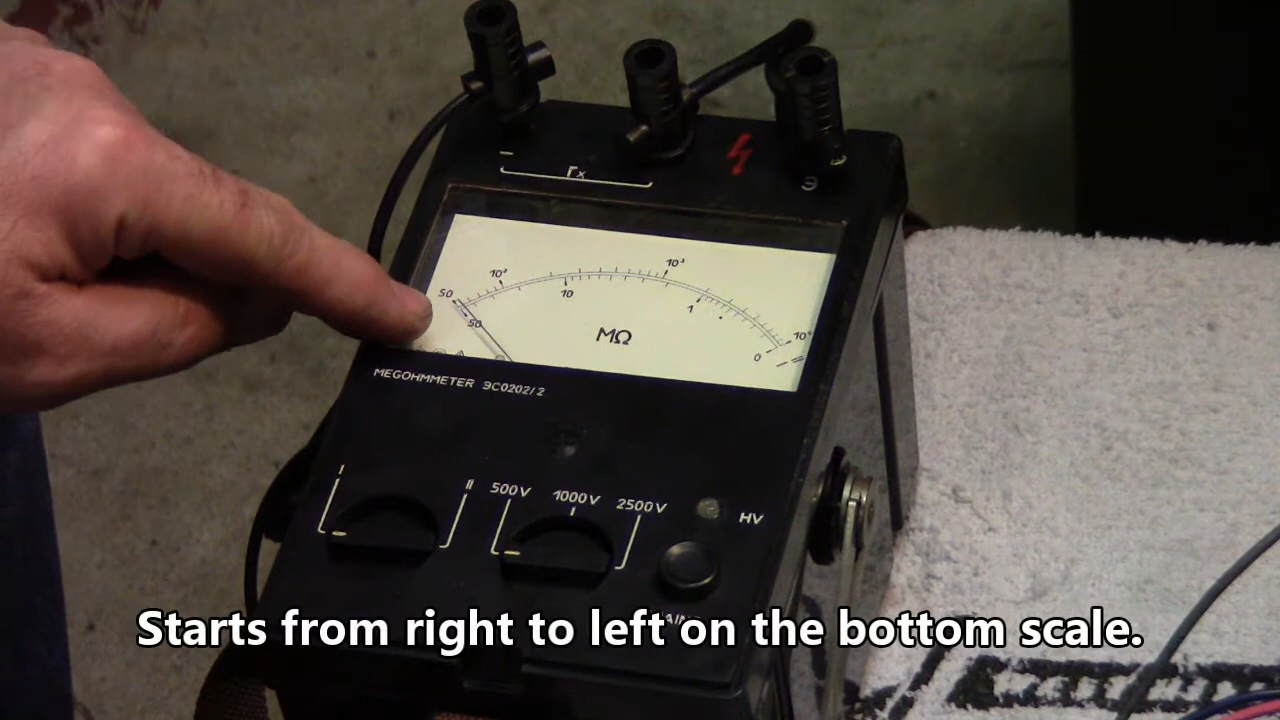 rx
50 10² 10³ 10⁴
50 10 1 0
MΩ
MEGOHMMETER ЭС0202/2
I II
500V 1000V 2500V
HV
Starts from right to left on the bottom scale.